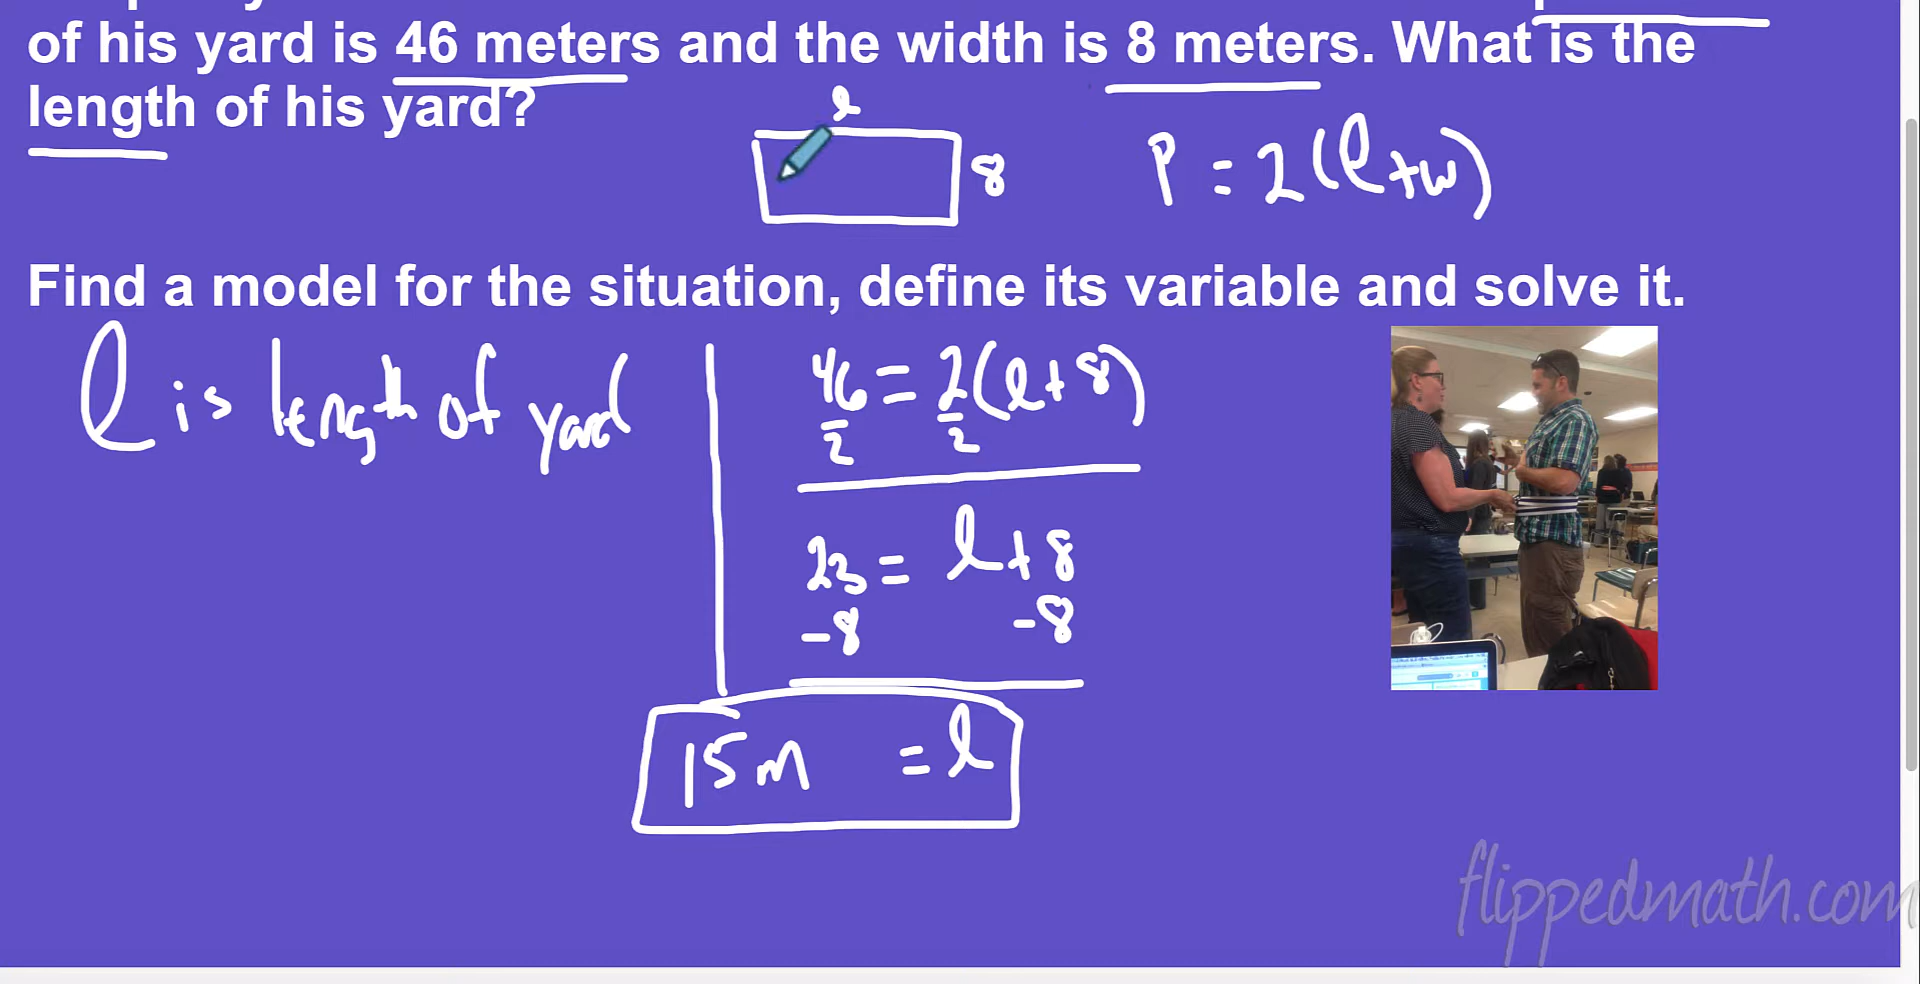 of his yard is 46 meters and the width is 8 meters. What is the
length of his yard?
l
8
P = 2(l+w)
Find a model for the situation, define its variable and solve it.
l is length of yard
46 = 2(l+8)
2 2
23 = l+8
-8 -8
15m = l
flippedmath.com